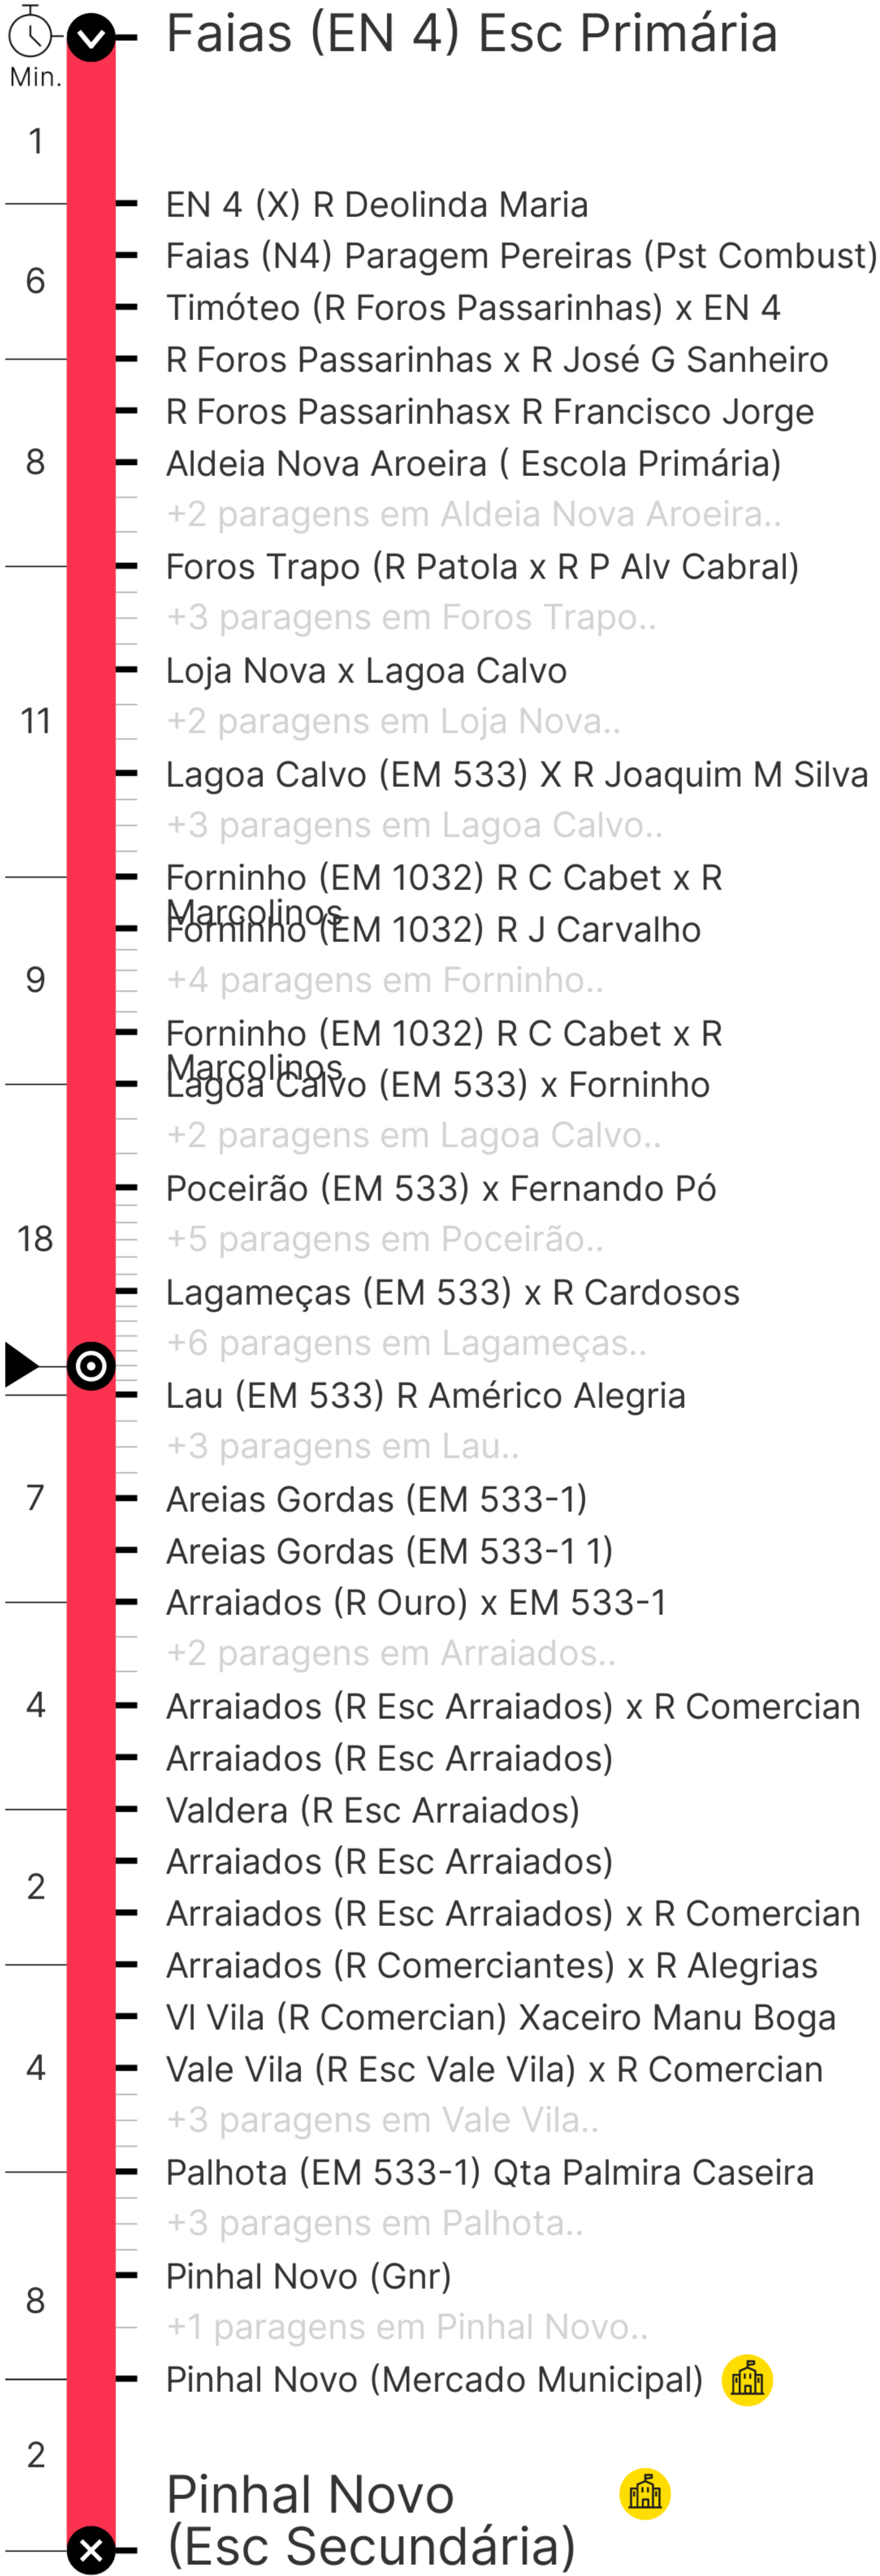 Faias (EN 4) Esc Primária
Min.
1
EN 4 (X) R Deolinda Maria
Faias (N4) Paragem Pereiras (Pst Combust)
6
Timóteo (R Foros Passarinhas) x EN 4
R Foros Passarinhas x R José G Sanheiro
R Foros Passarinhasx R Francisco Jorge
8
Aldeia Nova Aroeira ( Escola Primária)
+2 paragens em Aldeia Nova Aroeira..
Foros Trapo (R Patola x R P Alv Cabral)
+3 paragens em Foros Trapo..
Loja Nova x Lagoa Calvo
11
+2 paragens em Loja Nova..
Lagoa Calvo (EM 533) X R Joaquim M Silva
+3 paragens em Lagoa Calvo..
Forninho (EM 1032) R C Cabet x R
Marcolinos
Forninho (EM 1032) R J Carvalho
9
+4 paragens em Forninho..
Forninho (EM 1032) R C Cabet x R
Marcolinos
Lagoa Calvo (EM 533) x Forninho
+2 paragens em Lagoa Calvo..
Poceirão (EM 533) x Fernando Pó
18
+5 paragens em Poceirão..
Lagameças (EM 533) x R Cardosos
+6 paragens em Lagameças..
Lau (EM 533) R Américo Alegria
+3 paragens em Lau..
7
Areias Gordas (EM 533-1)
Areias Gordas (EM 533-1 1)
Arraiados (R Ouro) x EM 533-1
+2 paragens em Arraiados..
4
Arraiados (R Esc Arraiados) x R Comercian
Arraiados (R Esc Arraiados)
Valdera (R Esc Arraiados)
Arraiados (R Esc Arraiados)
2
Arraiados (R Esc Arraiados) x R Comercian
Arraiados (R Comerciantes) x R Alegrias
Vl Vila (R Comercian) Xaceiro Manu Boga
4
Vale Vila (R Esc Vale Vila) x R Comercian
+3 paragens em Vale Vila..
Palhota (EM 533-1) Qta Palmira Caseira
+3 paragens em Palhota..
Pinhal Novo (Gnr)
8
+1 paragens em Pinhal Novo..
Pinhal Novo (Mercado Municipal)
2
Pinhal Novo
(Esc Secundária)